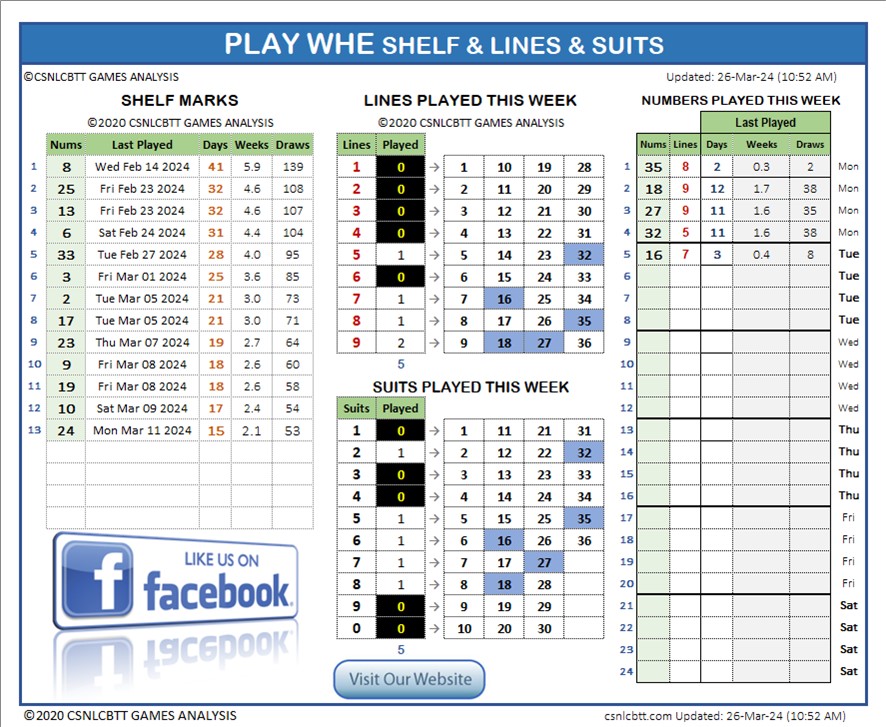 PLAY WHE SHELF & LINES & SUITS
©CSNLCBTT GAMES ANALYSIS
Updated: 26-Mar-24 (10:52 AM)
SHELF MARKS
©2020 CSNLCBTT GAMES ANALYSIS
Nums Last Played Days Weeks Draws
1 8 Wed Feb 14 2024 41 5.9 139
2 25 Fri Feb 23 2024 32 4.6 108
3 13 Fri Feb 23 2024 32 4.6 107
4 6 Sat Feb 24 2024 31 4.4 104
5 33 Tue Feb 27 2024 28 4.0 95
6 3 Fri Mar 01 2024 25 3.6 85
7 2 Tue Mar 05 2024 21 3.0 73
8 17 Tue Mar 05 2024 21 3.0 71
9 23 Thu Mar 07 2024 19 2.7 64
10 9 Fri Mar 08 2024 18 2.6 60
11 19 Fri Mar 08 2024 18 2.6 58
12 10 Sat Mar 09 2024 17 2.4 54
13 24 Mon Mar 11 2024 15 2.1 53
LIKE US ON
facebook.
LINES PLAYED THIS WEEK
©2020 CSNLCBTT GAMES ANALYSIS
Lines Played
1 0 → 1 10 19 28
2 0 → 2 11 20 29
3 0 → 3 12 21 30
4 0 → 4 13 22 31
5 1 → 5 14 23 32
6 0 → 6 15 24 33
7 1 → 7 16 25 34
8 1 → 8 17 26 35
9 2 → 9 18 27 36
5
SUITS PLAYED THIS WEEK
Suits Played
1 0 → 1 11 21 31
2 1 → 2 12 22 32
3 0 → 3 13 23 33
4 0 → 4 14 24 34
5 1 → 5 15 25 35
6 1 → 6 16 26 36
7 1 → 7 17 27
8 1 → 8 18 28
9 0 → 9 19 29
0 0 → 10 20 30
5
Visit Our Website
NUMBERS PLAYED THIS WEEK
Last Played
Nums Lines Days Weeks Draws
1 35 8 2 0.3 2 Mon
2 18 9 12 1.7 38 Mon
3 27 9 11 1.6 35 Mon
4 32 5 11 1.6 38 Mon
5 16 7 3 0.4 8 Tue
6 Tue
7 Tue
8 Tue
9 Wed
10 Wed
11 Wed
12 Wed
13 Thu
14 Thu
15 Thu
16 Thu
17 Fri
18 Fri
19 Fri
20 Fri
21 Sat
22 Sat
23 Sat
24 Sat
©2020 CSNLCBTT GAMES ANALYSIS
csnlcbtt.com Updated: 26-Mar-24 (10:52 AM)